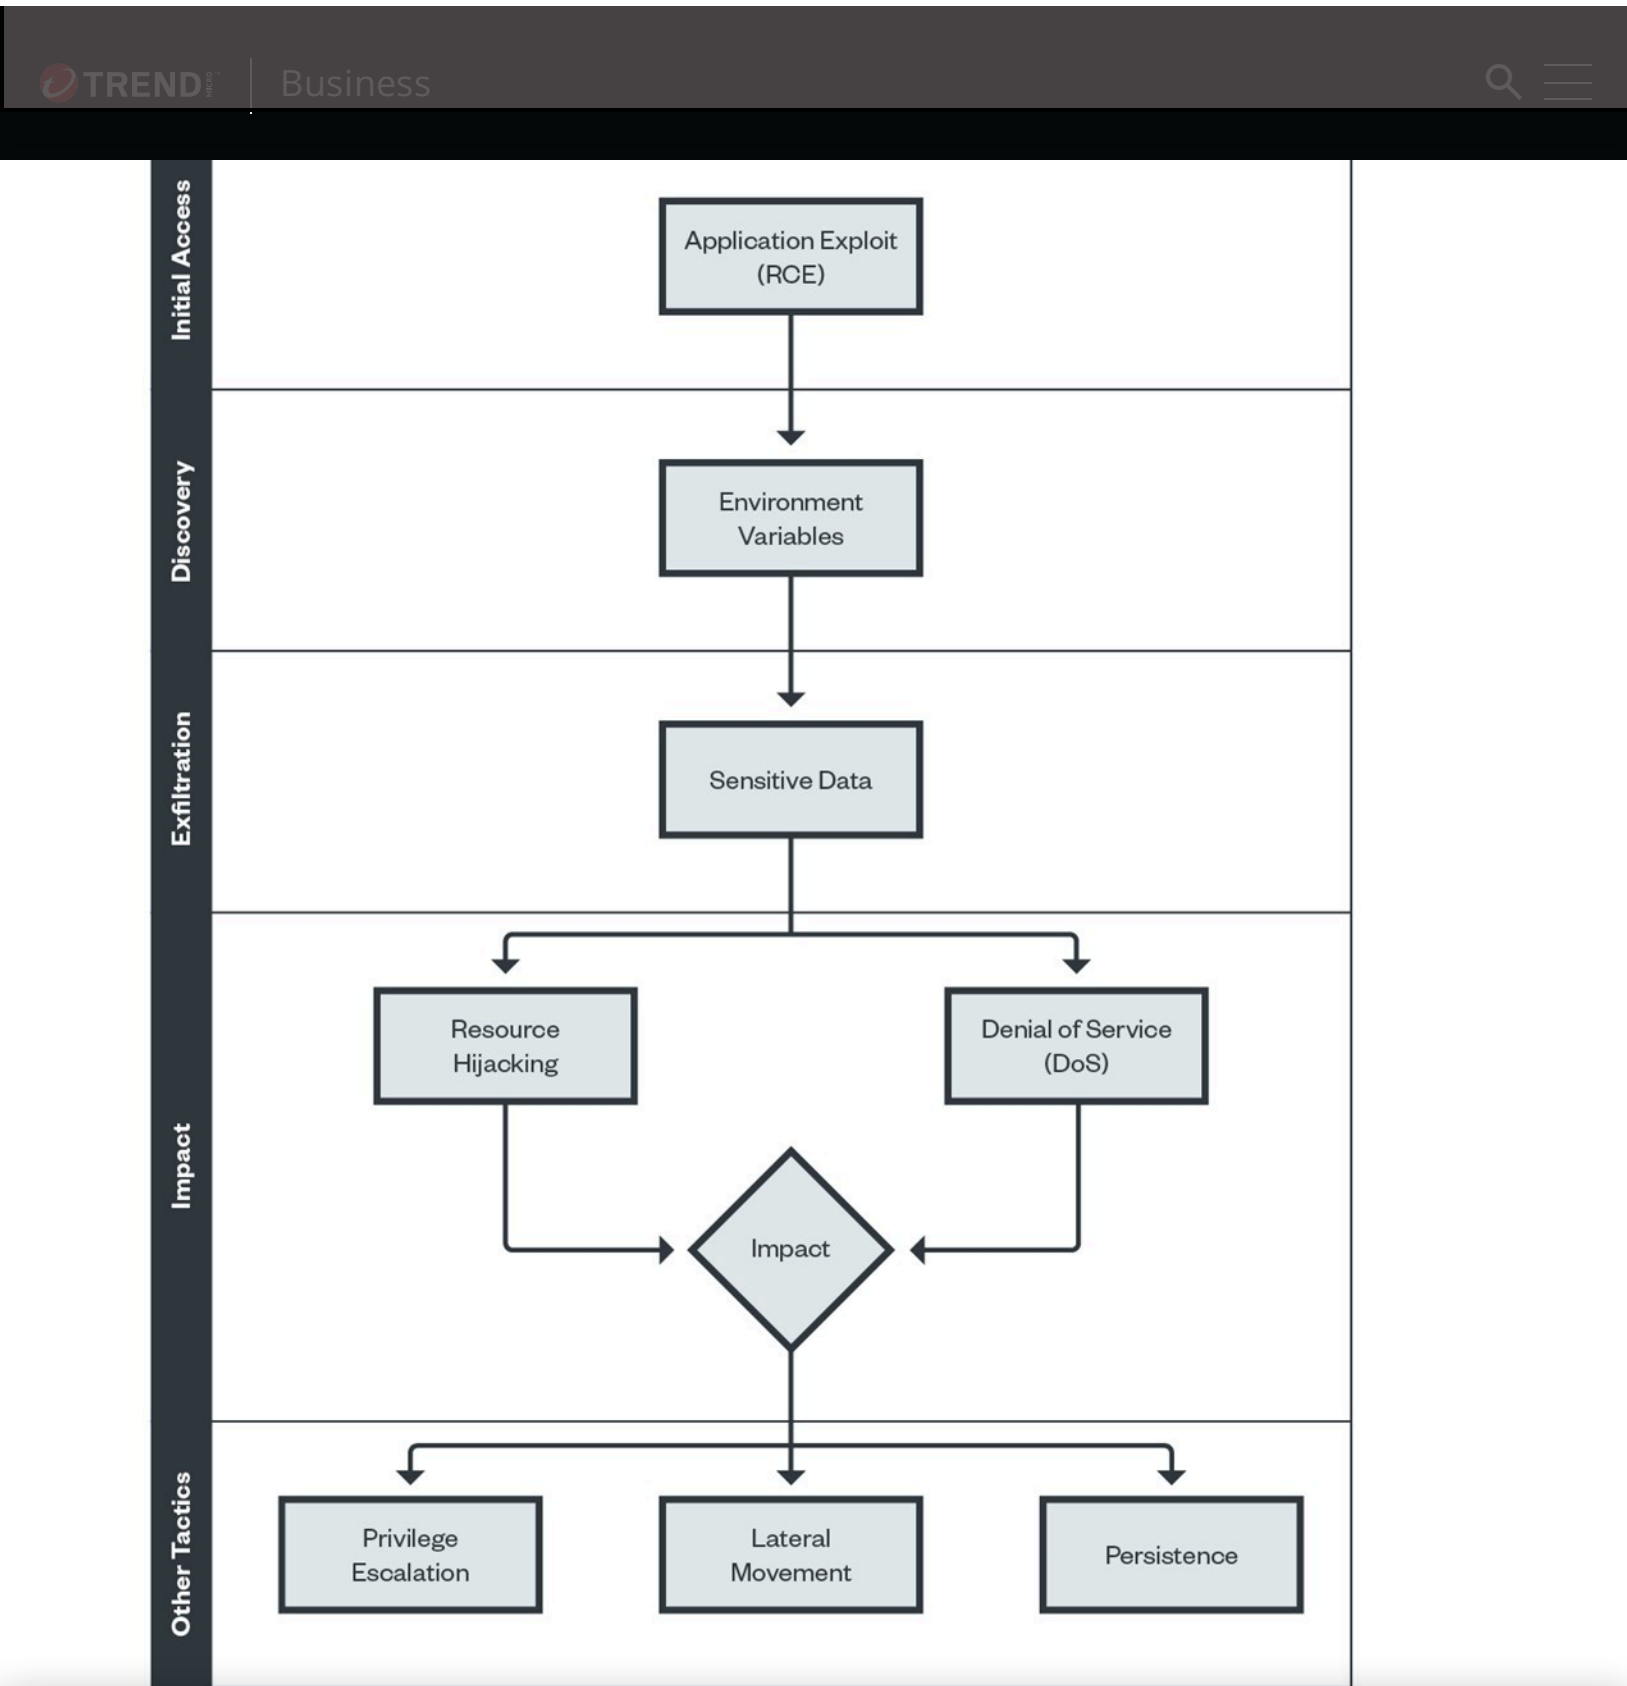 TREND MICRO
Business
Initial Access
Application Exploit
(RCE)
Discovery
Environment
Variables
Exfiltration
Sensitive Data
Impact
Resource
Hijacking
Denial of Service
(DoS)
Impact
Other Tactics
Privilege
Escalation
Lateral
Movement
Persistence